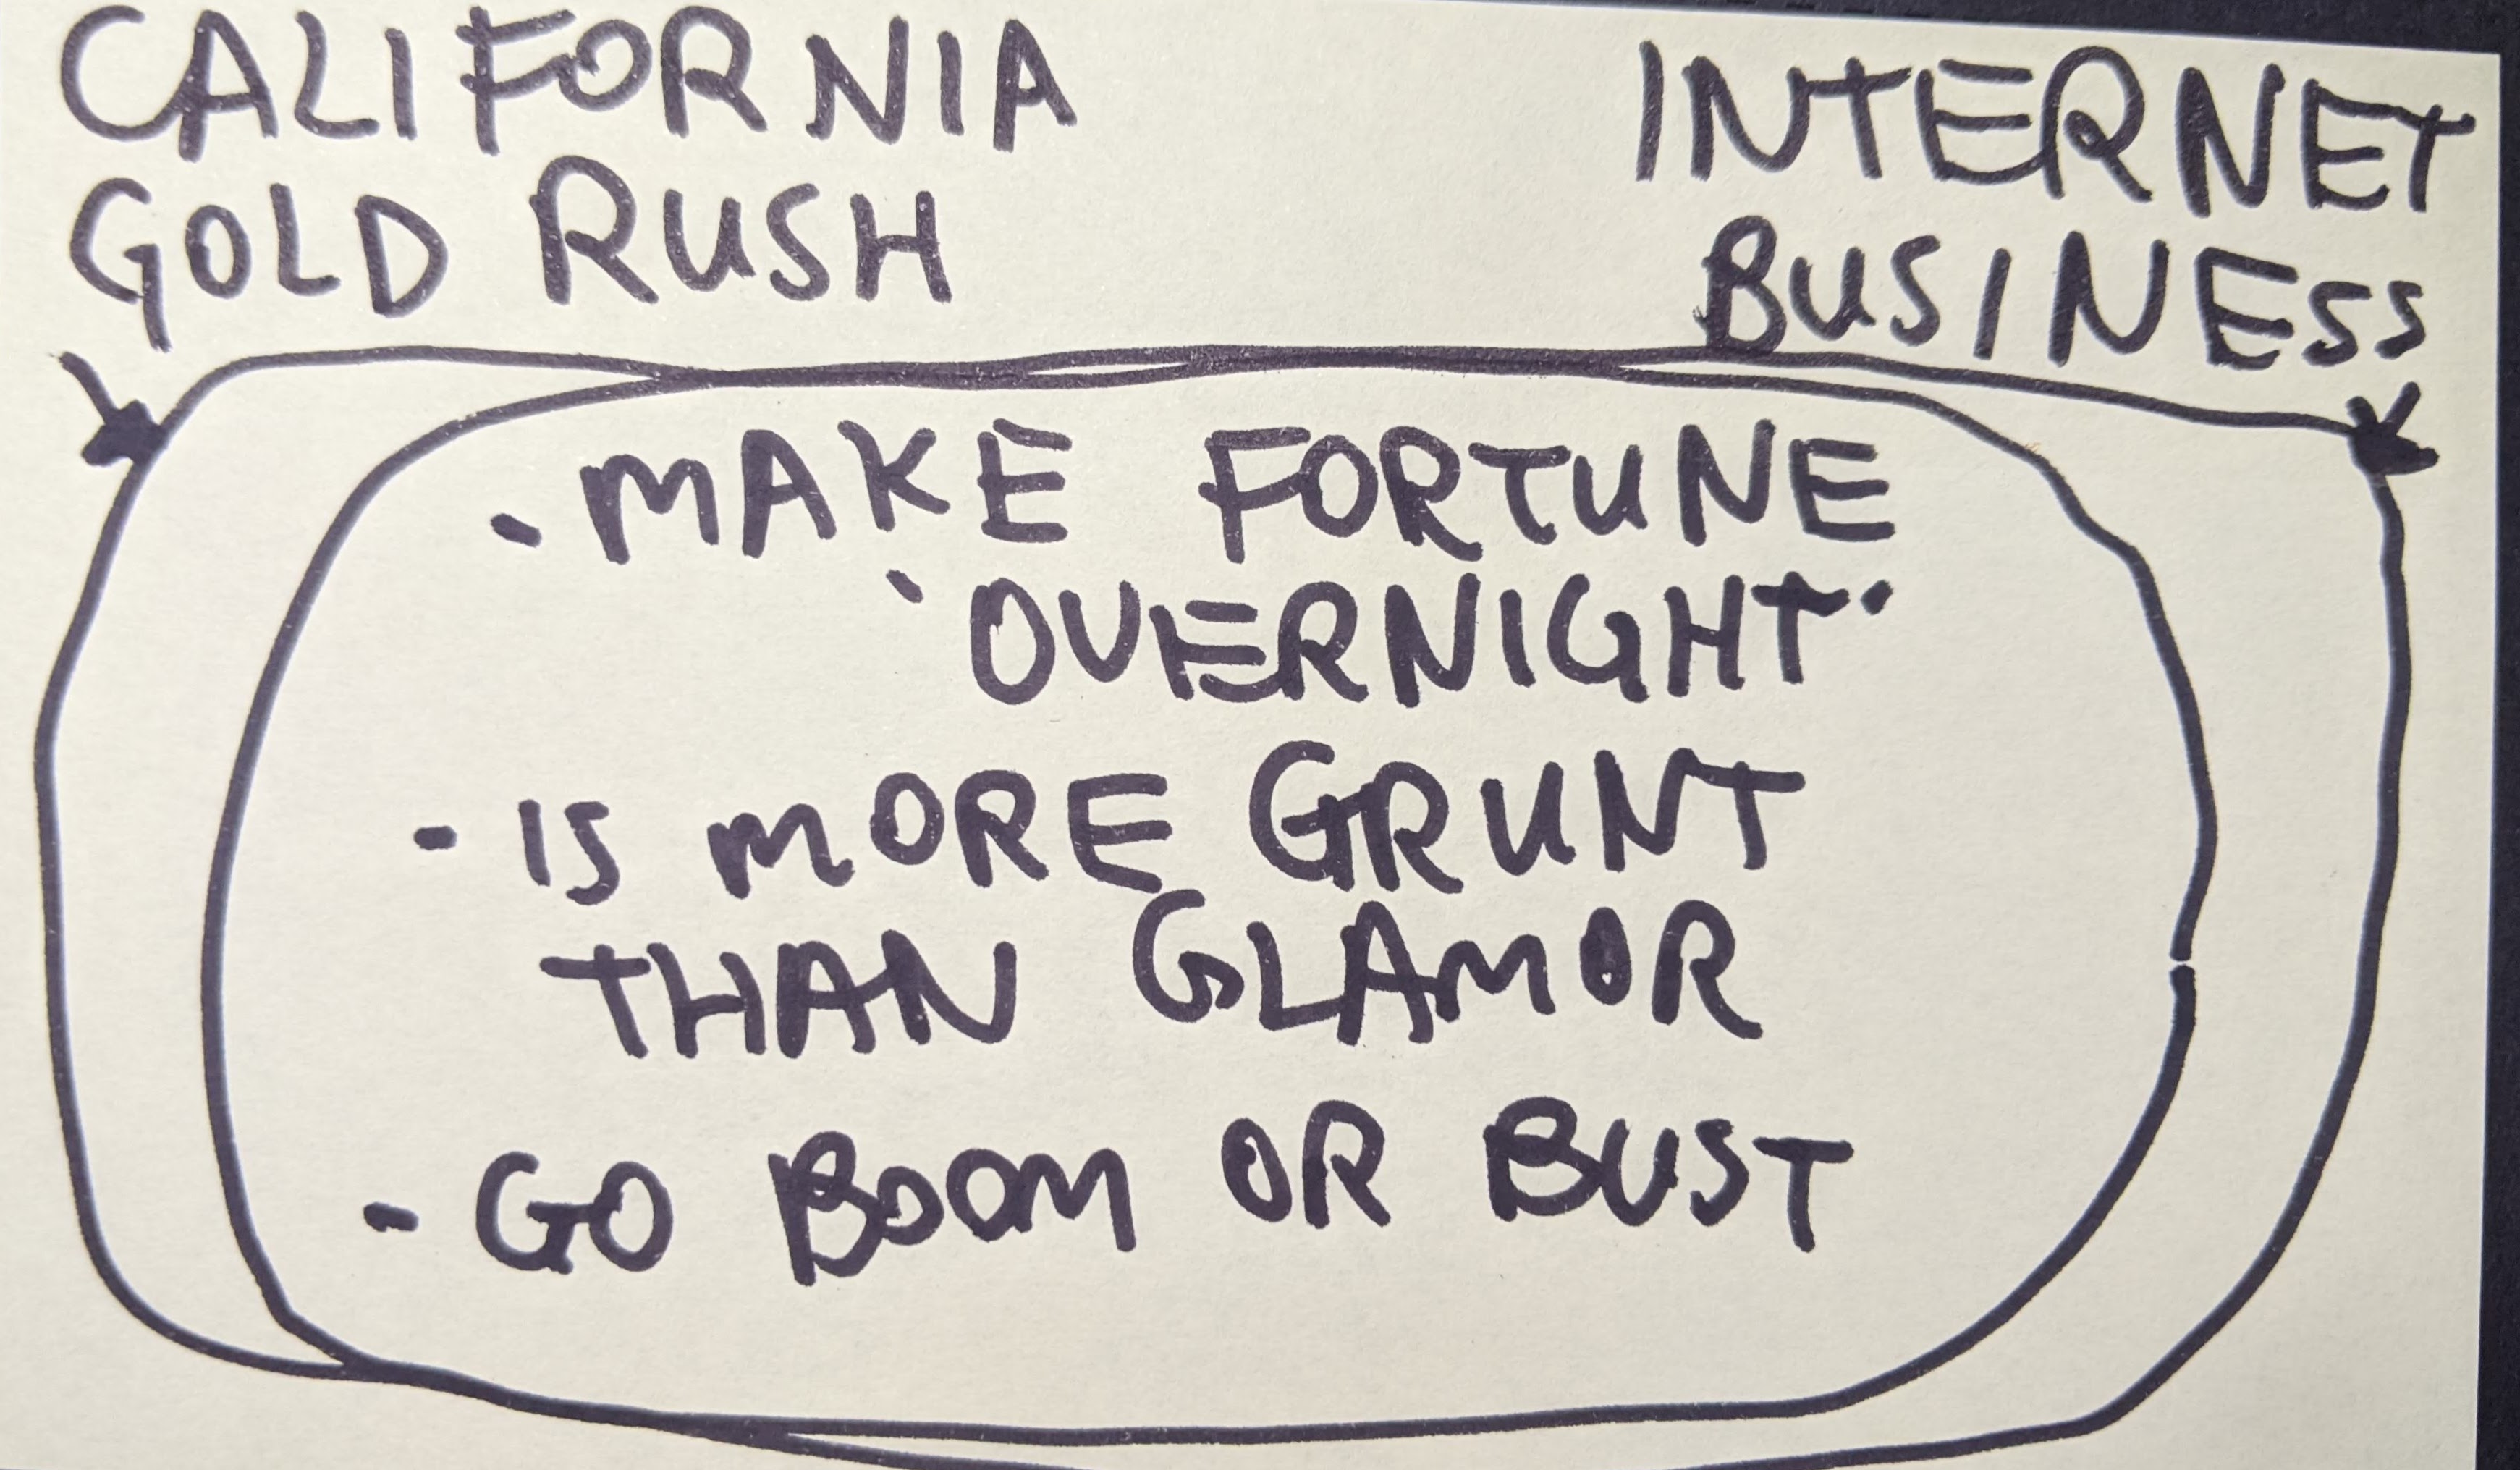 CALIFORNIA
GOLD RUSH
INTERNET
BUSINESS
· MAKE FORTUNE
'OVERNIGHT'
- IS MORE GRUNT
THAN GLAMOR
- GO BOOM OR BUST